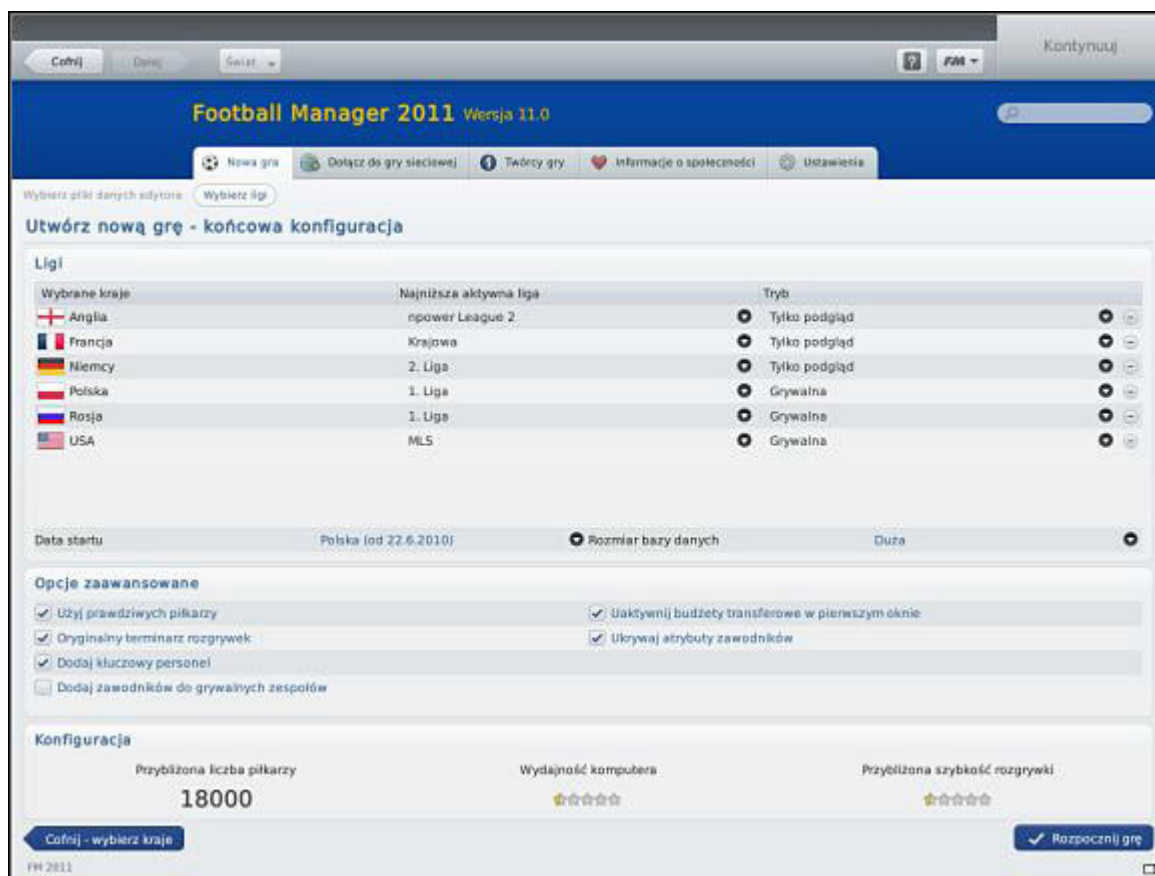 Kontynuuj
Cofnij Dalej Świat FM
Football Manager 2011 Wersja 11.0
Nowa gra Dołącz do gry sieciowej Twórcy gry Informacje o społeczności Ustawienia
Wybierz pliki danych edytora Wybierz ligi
Utwórz nową grę - końcowa konfiguracja
Ligi
Wybrane kraje Najniższa aktywna liga Tryb
Anglia npower League 2 Tylko podgląd
Francja Krajowa Tylko podgląd
Niemcy 2. Liga Tylko podgląd
Polska 1. Liga Grywalna
Rosja 1. Liga Grywalna
USA MLS Grywalna
Data startu Polska (od 22.6.2010) Rozmiar bazy danych Duża
Opcje zaawansowane
Użyj prawdziwych piłkarzy Uaktywnij budżety transferowe w pierwszym oknie
Oryginalny terminarz rozgrywek Ukrywaj atrybuty zawodników
Dodaj kluczowy personel
Dodaj zawodników do grywalnych zespołów
Konfiguracja
Przybliżona liczba piłkarzy Wydajność komputera Przybliżona szybkość rozgrywki
18000
Cofnij - wybierz kraje Rozpocznij grę
FM 2011